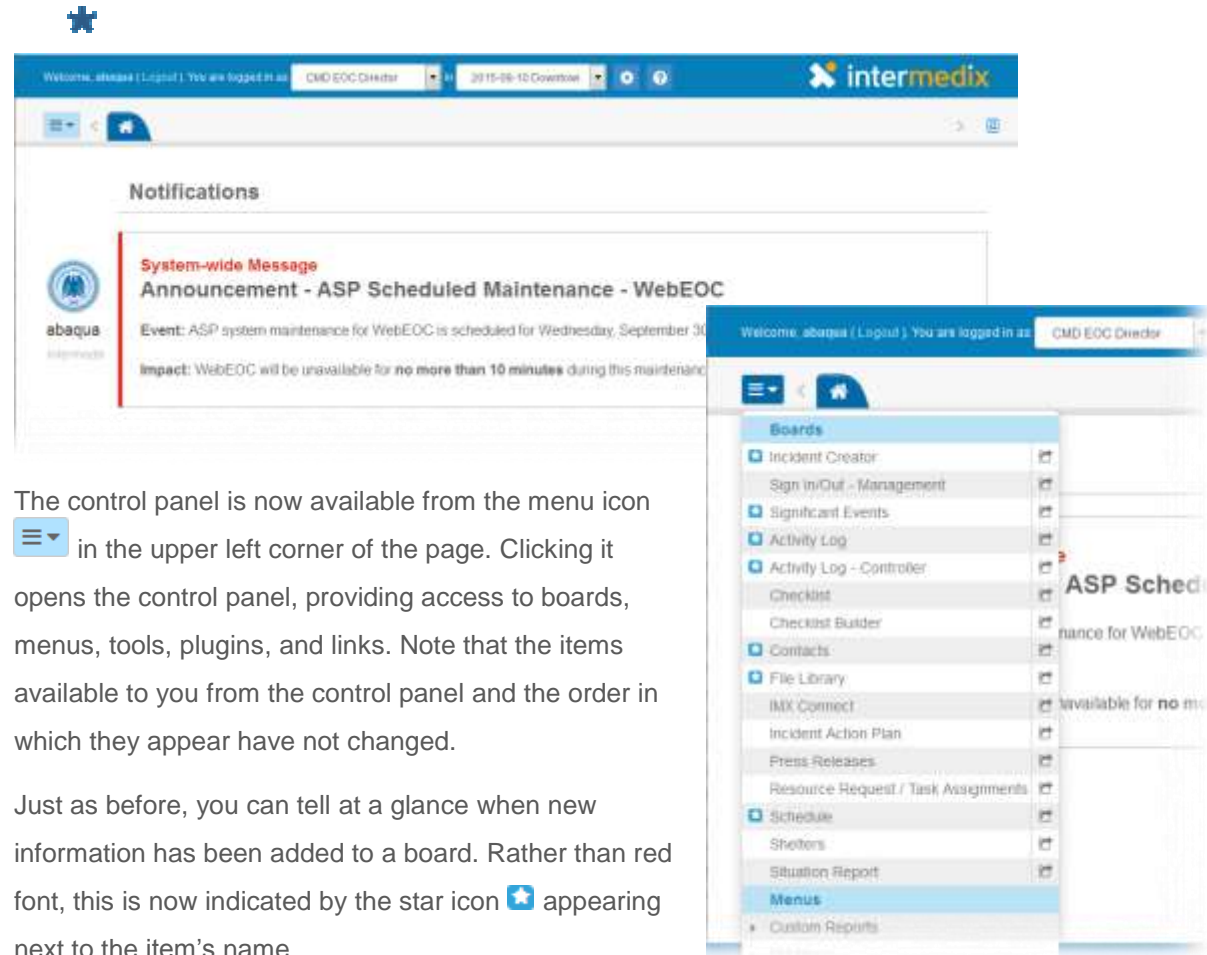 Welcome, abaqua ( Logout ). You are logged in as CMD EOC Director in 2015-09-10 Download
intermedix
Notifications
System-wide Message
Announcement - ASP Scheduled Maintenance - WebEOC
abaqua
Event: ASP system maintenance for WebEOC is scheduled for Wednesday, September 30
intermedix
Impact: WebEOC will be unavailable for no more than 10 minutes during this maintenanc
Welcome, abaqua ( Logout ). You are logged in as CMD EOC Director
Boards
Incident Creator
Sign In/Out - Management
Significant Events
Activity Log
Activity Log - Controller
Checklist
Checklist Builder
Contacts
File Library
IMX Connect
Incident Action Plan
Press Releases
Resource Request / Task Assignments
Schedule
Shelters
Situation Report
Menus
Custom Reports
ASP Sched
nance for WebEOC
available for no m
The control panel is now available from the menu icon
in the upper left corner of the page. Clicking it
opens the control panel, providing access to boards,
menus, tools, plugins, and links. Note that the items
available to you from the control panel and the order in
which they appear have not changed.
Just as before, you can tell at a glance when new
information has been added to a board. Rather than red
font, this is now indicated by the star icon appearing
next to the item's name.